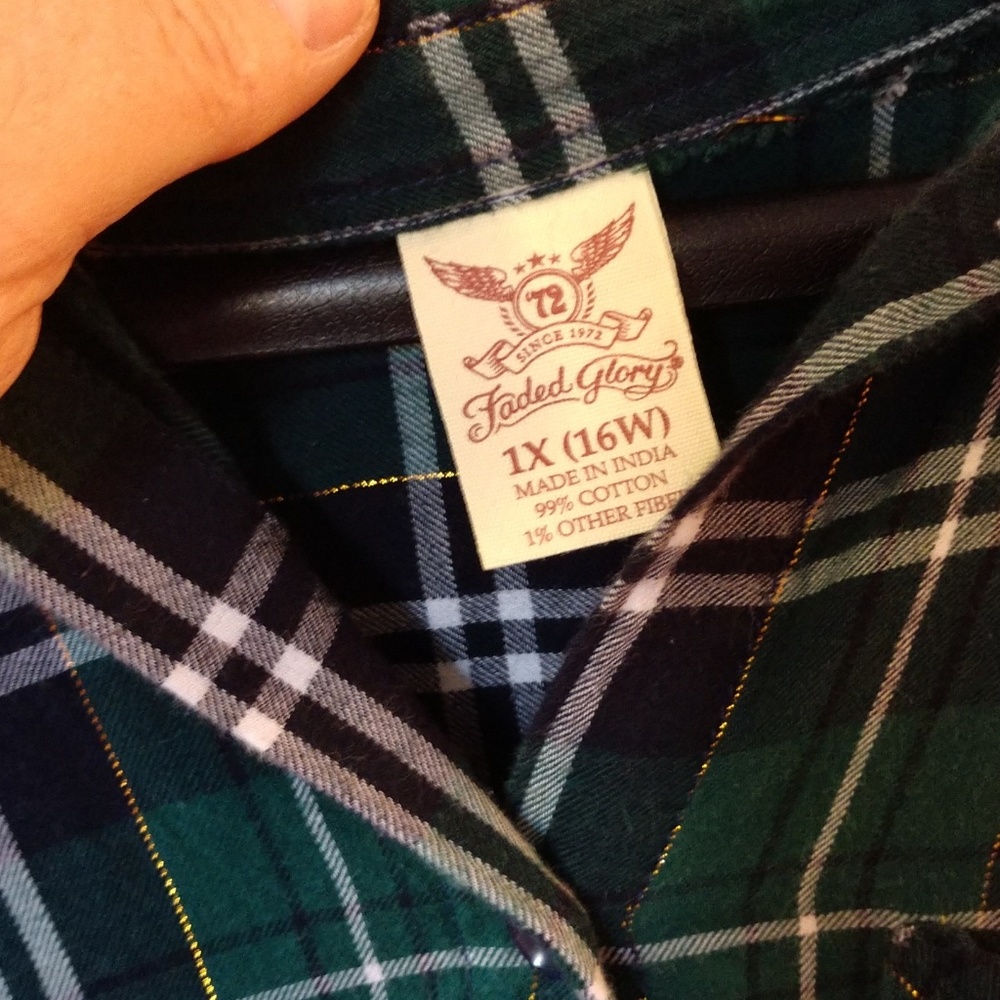 '72
SINCE 1972
Faded Glory
1X (16W)
MADE IN INDIA
99% COTTON
1% OTHER